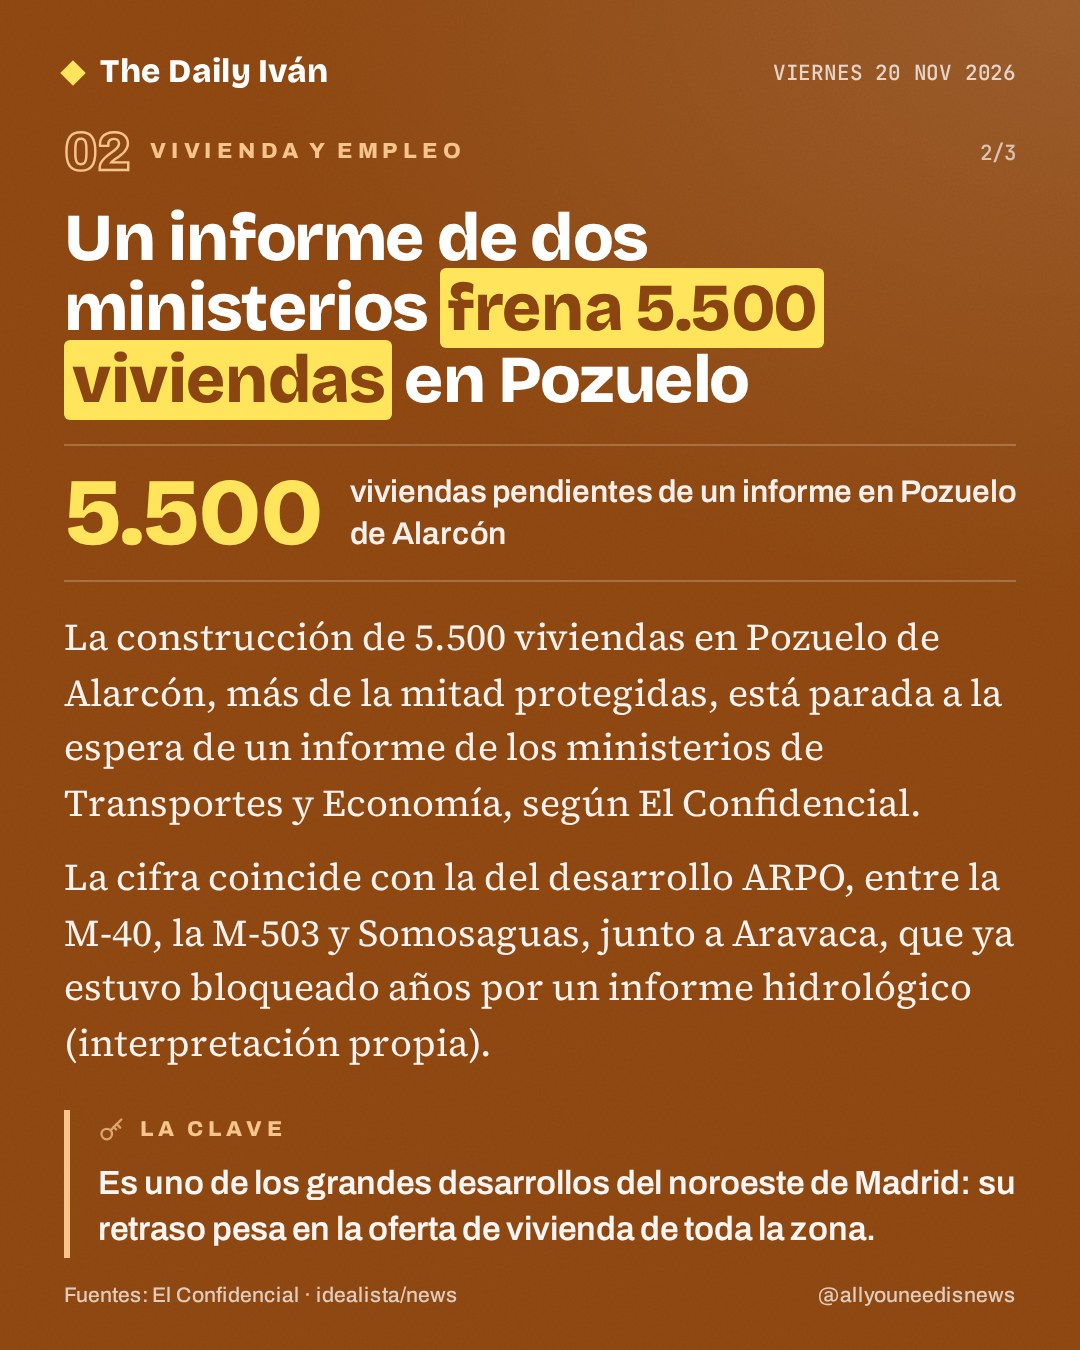 The Daily Iván
VIERNES 20 NOV 2026
02 VIVIENDA Y EMPLEO
2/3
Un informe de dos
ministerios frena 5.500
viviendas en Pozuelo
5.500
viviendas pendientes de un informe en Pozuelo
de Alarcón
La construcción de 5.500 viviendas en Pozuelo de
Alarcón, más de la mitad protegidas, está parada a la
espera de un informe de los ministerios de
Transportes y Economía, según El Confidencial.
La cifra coincide con la del desarrollo ARPO, entre la
M-40, la M-503 y Somosaguas, junto a Aravaca, que ya
estuvo bloqueado años por un informe hidrológico
(interpretación propia).
LA CLAVE
Es uno de los grandes desarrollos del noroeste de Madrid: su
retraso pesa en la oferta de vivienda de toda la zona.
Fuentes: El Confidencial · idealista/news
@allyouneedisnews